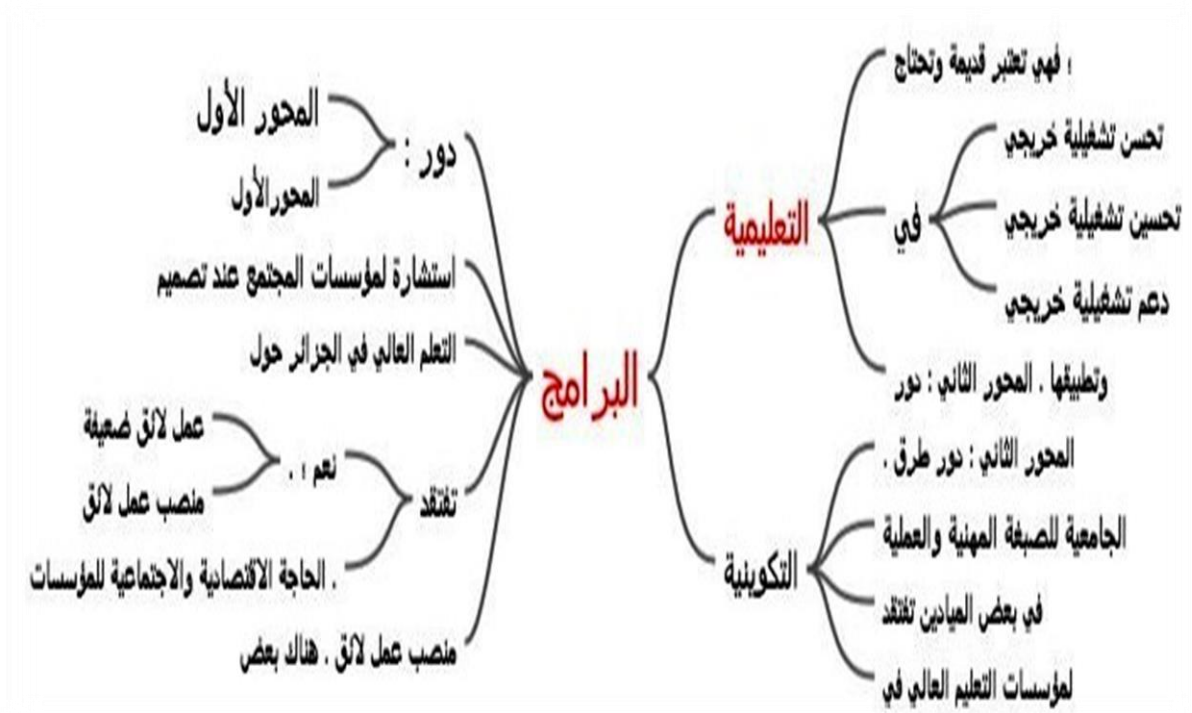 البرامج
التعليمية
؛ فهي تعتبر قديمة وتحتاج
في
تحسن تشغيلية خريجي
تحسين تشغيلية خريجي
دعم تشغيلية خريجي
وتطبيقها . المحور الثاني : دور
التكوينية
المحور الثاني : دور طرق .
الجامعية للصبغة المهنية والعملية
في بعض الميادين تفتقد
لمؤسسات التعليم العالي في
دور :
المحور الأول
المحورالأول
استشارة لمؤسسات المجتمع عند تصميم
التعلم العالي في الجزائر حول
تفتقد
نعم ؛ .
عمل لائق ضعيفة
منصب عمل لائق
. الحاجة الاقتصادية والاجتماعية للمؤسسات
منصب عمل لائق . هناك بعض